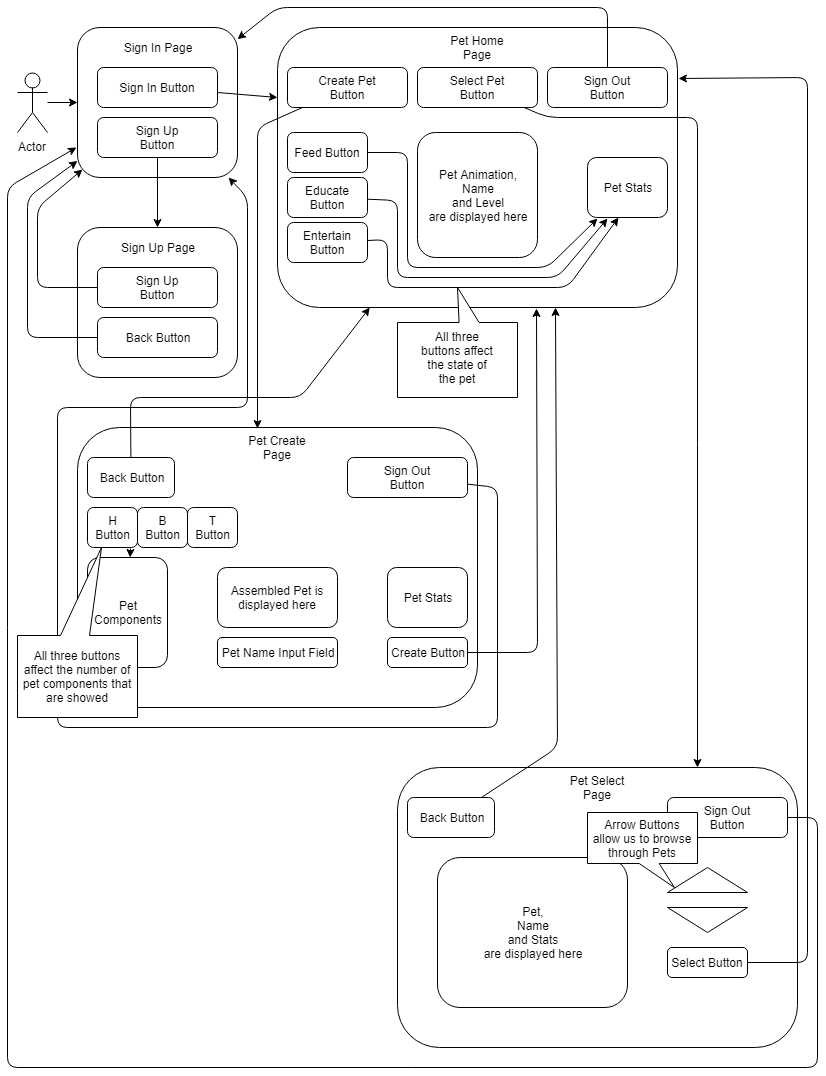 Sign In Page
Sign In Button
Sign Up
Button
Actor
Sign Up Page
Sign Up
Button
Back Button
Pet Home
Page
Create Pet
Button
Select Pet
Button
Sign Out
Button
Feed Button
Educate
Button
Entertain
Button
Pet Animation,
Name
and Level
are displayed here
Pet Stats
All three
buttons affect
the state of
the pet
Pet Create
Page
Back Button
Sign Out
Button
H
Button
B
Button
T
Button
Pet
Components
Assembled Pet is
displayed here
Pet Stats
Pet Name Input Field
Create Button
All three buttons
affect the number of
pet components that
are showed
Pet Select
Page
Back Button
Sign Out
Button
Arrow Buttons
allow us to browse
through Pets
Pet,
Name
and Stats
are displayed here
Select Button